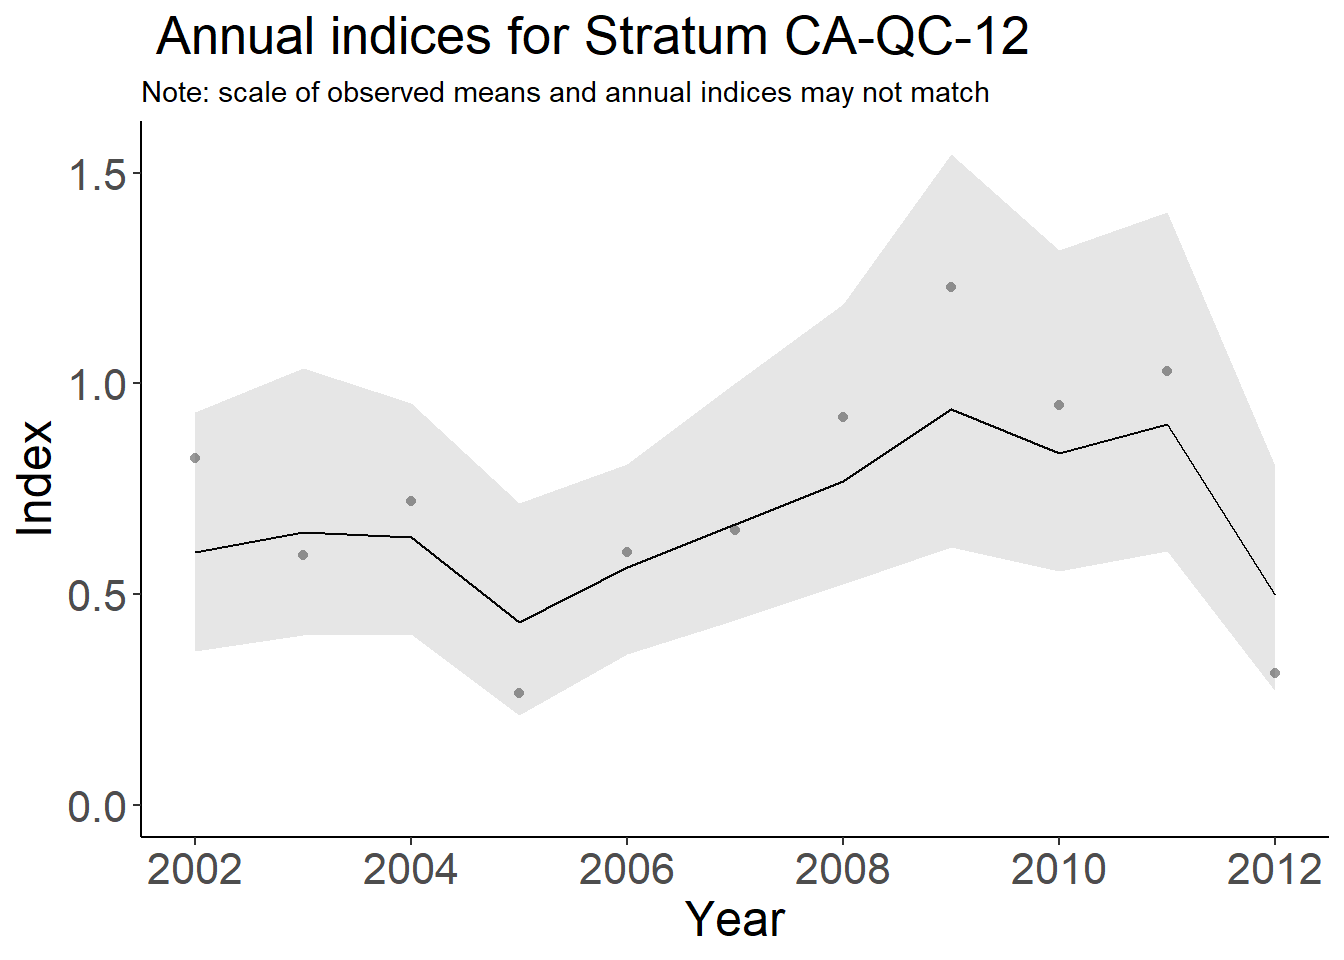 Annual indices for Stratum CA-QC-12
Note: scale of observed means and annual indices may not match
1.5
1.0
0.5
0.0
Index
2002 2004 2006 2008 2010 2012
Year